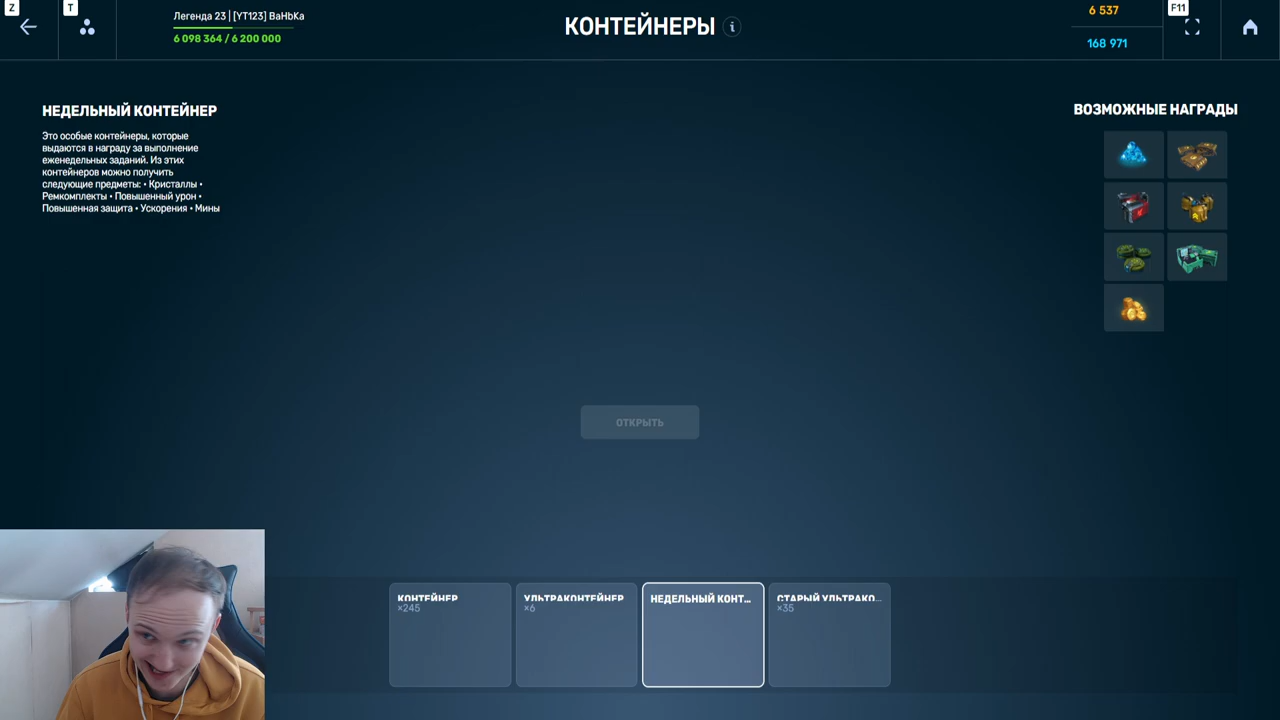 Z
T
Легенда 23 | [YT123] BaHbKa
6 098 364 / 6 200 000
КОНТЕЙНЕРЫ
i
6 537
168 971
F11
НЕДЕЛЬНЫЙ КОНТЕЙНЕР
Это особые контейнеры, которые
выдаются в награду за выполнение
еженедельных заданий. Из этих
контейнеров можно получить
следующие предметы: • Кристаллы •
Ремкомплекты • Повышенный урон •
Повышенная защита • Ускорения • Мины
ВОЗМОЖНЫЕ НАГРАДЫ
ОТКРЫТЬ
КОНТЕЙНЕР
×245
УЛЬТРАКОНТЕЙНЕР
×6
НЕДЕЛЬНЫЙ КОНТ...
СТАРЫЙ УЛЬТРАКО...
×35